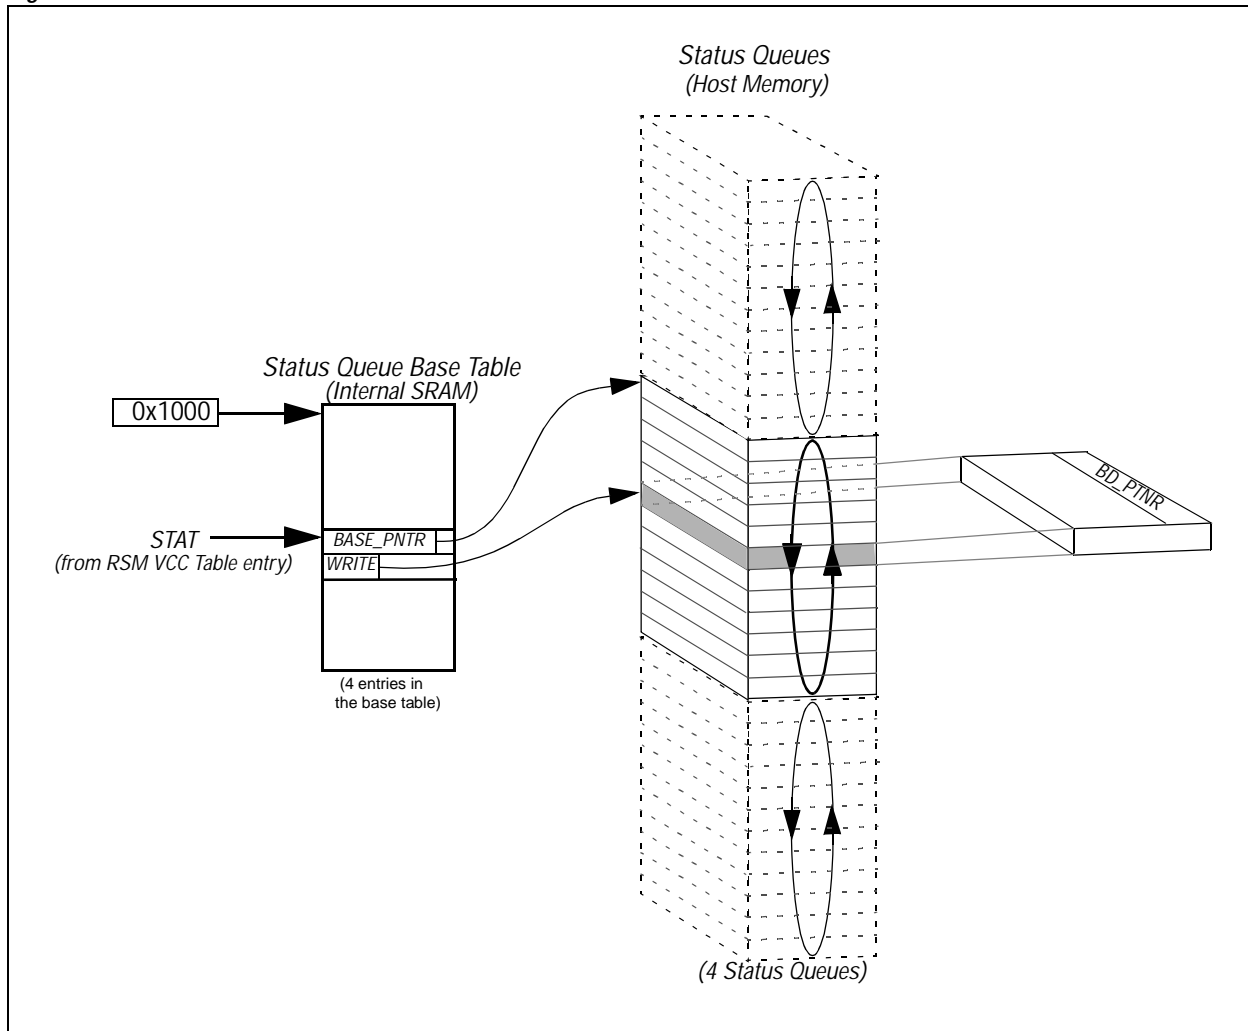 Status Queues
(Host Memory)
Status Queue Base Table
(Internal SRAM)
0x1000
STAT
(from RSM VCC Table entry)
BASE_PNTR
WRITE
BD_PTNR
(4 entries in
the base table)
(4 Status Queues)